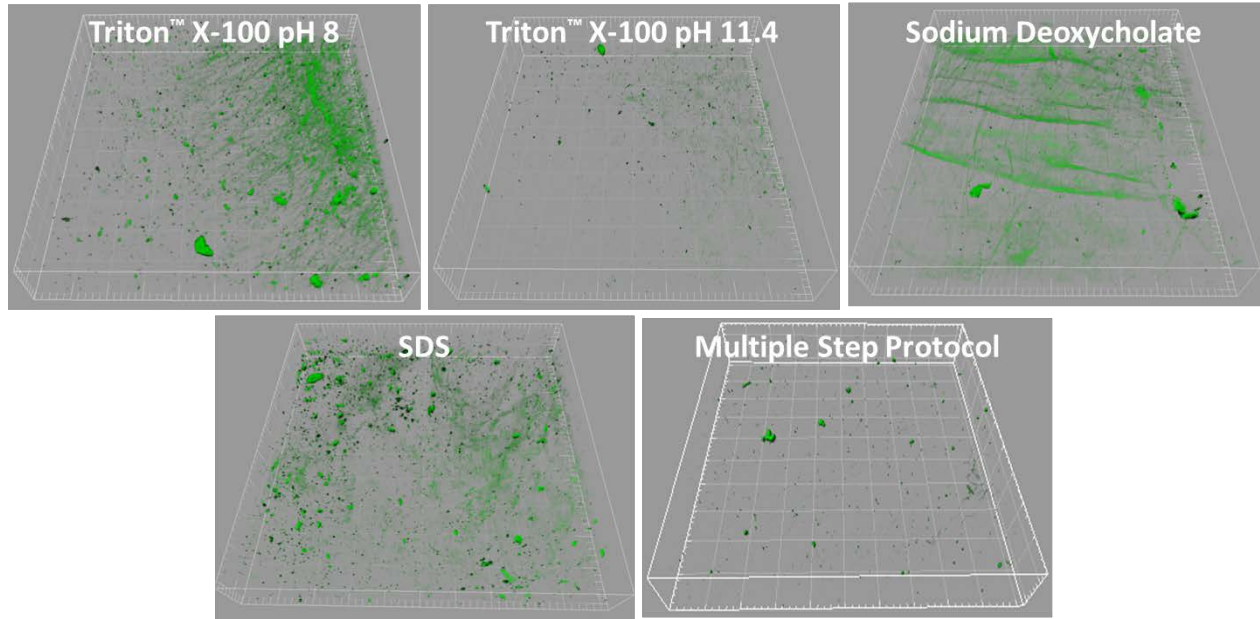 Triton™ X-100 pH 8
Triton™ X-100 pH 11.4
Sodium Deoxycholate
SDS
Multiple Step Protocol